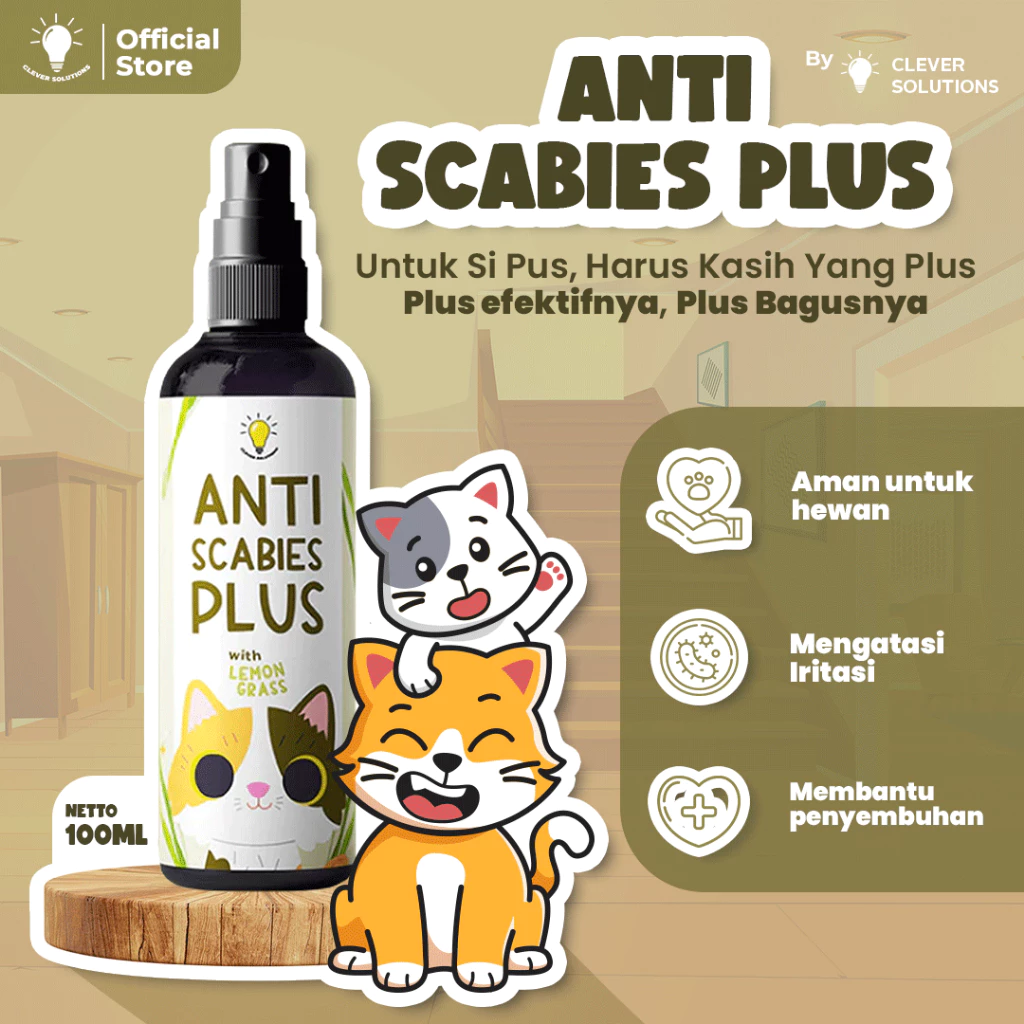 Official
Store
CLEVER SOLUTIONS
By
CLEVER
SOLUTIONS
ANTI
SCABIES PLUS
Untuk Si Pus, Harus Kasih Yang Plus
Plus efektifnya, Plus Bagusnya
ANTI
SCABIES
PLUS
with
LEMON
GRASS
NETTO
100ML
Aman untuk
hewan
Mengatasi
Iritasi
Membantu
penyembuhan